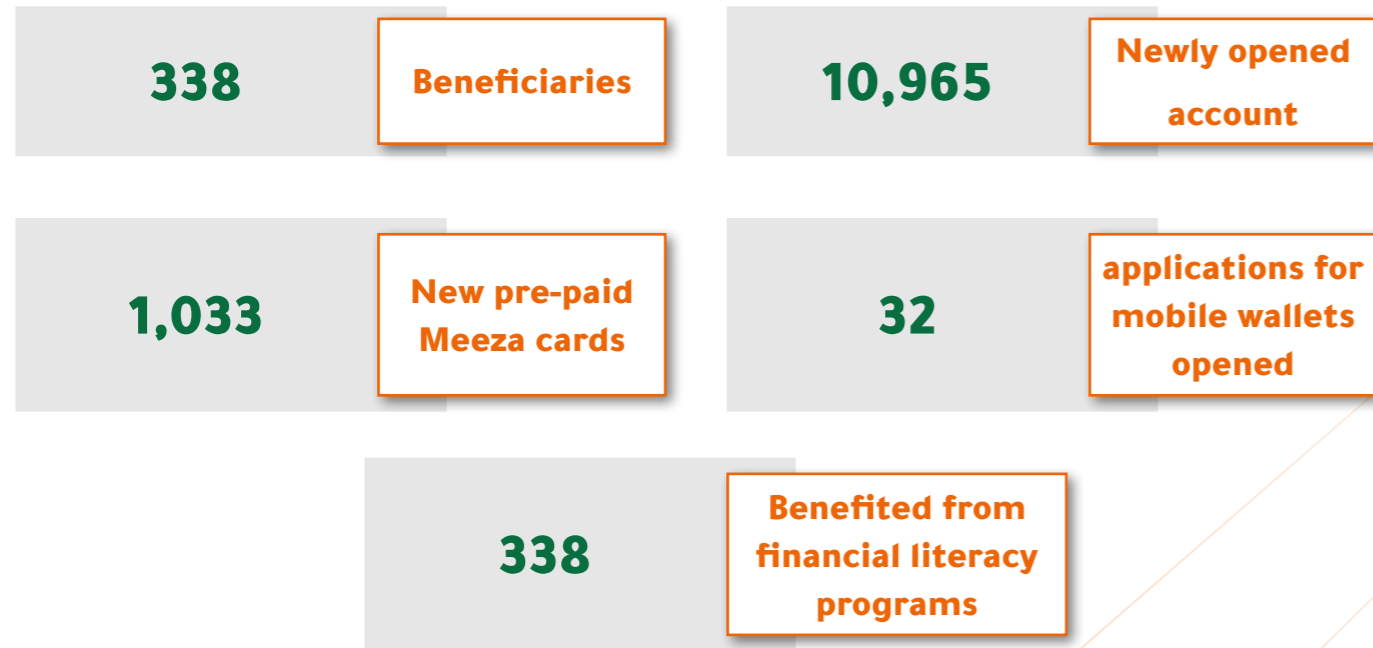 338
Beneficiaries
10,965
Newly opened
account
1,033
New pre-paid
Meeza cards
32
applications for
mobile wallets
opened
338
Benefited from
financial literacy
programs